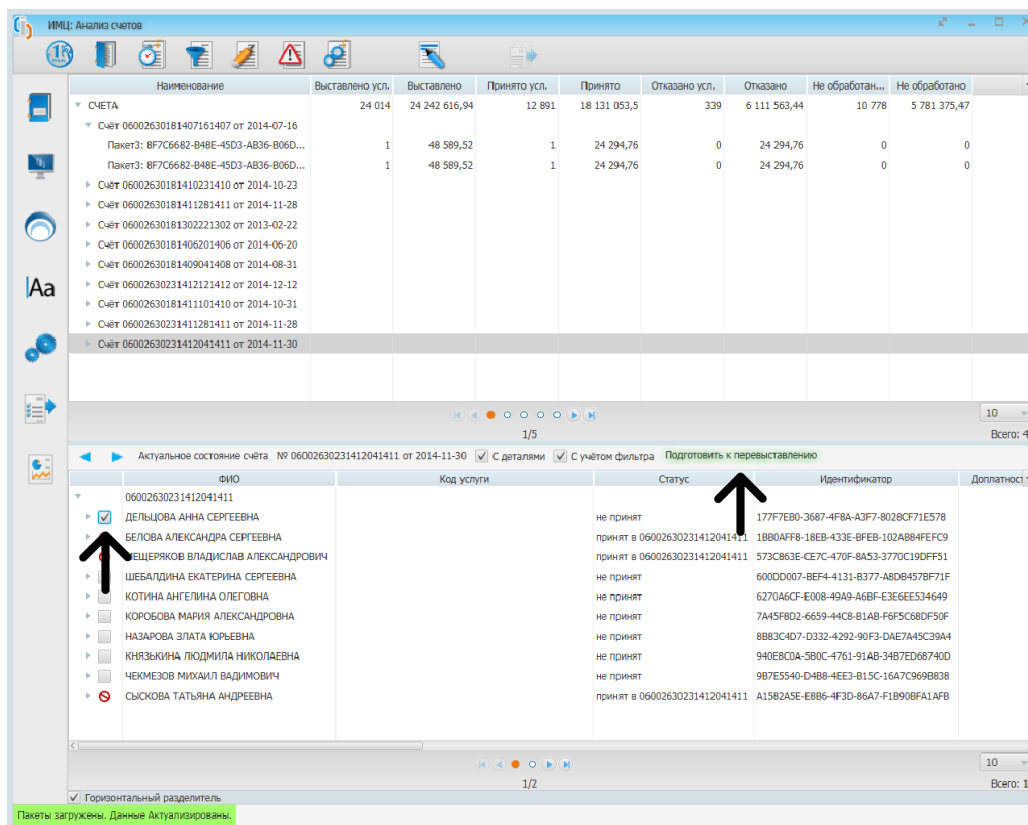 ИМЦ: Анализ счетов
Наименование Выставлено усл. Выставлено Принято усл. Принято Отказано усл. Отказано Не обработан... Не обработано
СЧЕТА 24 014 24 242 616,94 12 891 18 131 053,5 339 6 111 563,44 10 778 5 781 375,47
Счёт 06002630181407161407 от 2014-07-16
Пакет3: 8F7C6682-B48E-45D3-AB36-B06D... 1 48 589,52 1 24 294,76 0 24 294,76 0 0
Пакет3: 8F7C6682-B48E-45D3-AB36-B06D... 1 48 589,52 1 24 294,76 0 24 294,76 0 0
Счёт 06002630181410231410 от 2014-10-23
Счёт 06002630181411281411 от 2014-11-28
Счёт 06002630181302221302 от 2013-02-22
Счёт 06002630181406201406 от 2014-06-20
Счёт 06002630181409041408 от 2014-08-31
Aa
Счёт 06002630231412121412 от 2014-12-12
Счёт 06002630181411101410 от 2014-10-31
Счёт 06002630231411281411 от 2014-11-28
Счёт 06002630231412041411 от 2014-11-30
10
1/5 Всего: 4
Актуальное состояние счёта № 06002630231412041411 от 2014-11-30 С деталями С учётом фильтра Подготовить к перевыставлению
ФИО Код услуги Статус Идентификатор Доплатност
06002630231412041411
ДЕЛЬЦОВА АННА СЕРГЕЕВНА не принят 177F7EB0-3687-4F8A-A3F7-802BCF71E578
БЕЛОВА АЛЕКСАНДРА СЕРГЕЕВНА принят в 06002630231412041411 1BB0AFF8-18EB-433E-BFEB-102AB84FEFC9
МЕЩЕРЯКОВ ВЛАДИСЛАВ АЛЕКСАНДРОВИЧ принят в 06002630231412041411 573C863E-CE7C-470F-8A53-3770C19DFF51
ШЕБАЛДИНА ЕКАТЕРИНА СЕРГЕЕВНА не принят 600DD007-BEF4-4131-B377-A8DB457BF71F
КОТИНА АНГЕЛИНА ОЛЕГОВНА не принят 6270A6CF-E008-49A9-A6BF-E3E6EE534649
КОРОБОВА МАРИЯ АЛЕКСАНДРОВНА не принят 7A45F8D2-6659-44C8-B1AB-F6F5C68DF50F
НАЗАРОВА ЗЛАТА ЮРЬЕВНА не принят 8B83C4D7-D332-4292-90F3-DAE7A45C39A4
КНЯЗЬКИНА ЛЮДМИЛА НИКОЛАЕВНА не принят 940E8C0A-5B0C-4761-91AB-34B7ED68740D
ЧЕКМЕЗОВ МИХАИЛ ВАДИМОВИЧ не принят 9B7E5540-D4B8-4EE3-B15C-16A7C969B838
СЫСКОВА ТАТЬЯНА АНДРЕЕВНА принят в 06002630231412041411 A1582A5E-E8B6-4F3D-86A7-F1B90BFA1AFB
10
1/2 Всего: 1
Горизонтальный разделитель
Пакеты загружены. Данные Актуализированы.